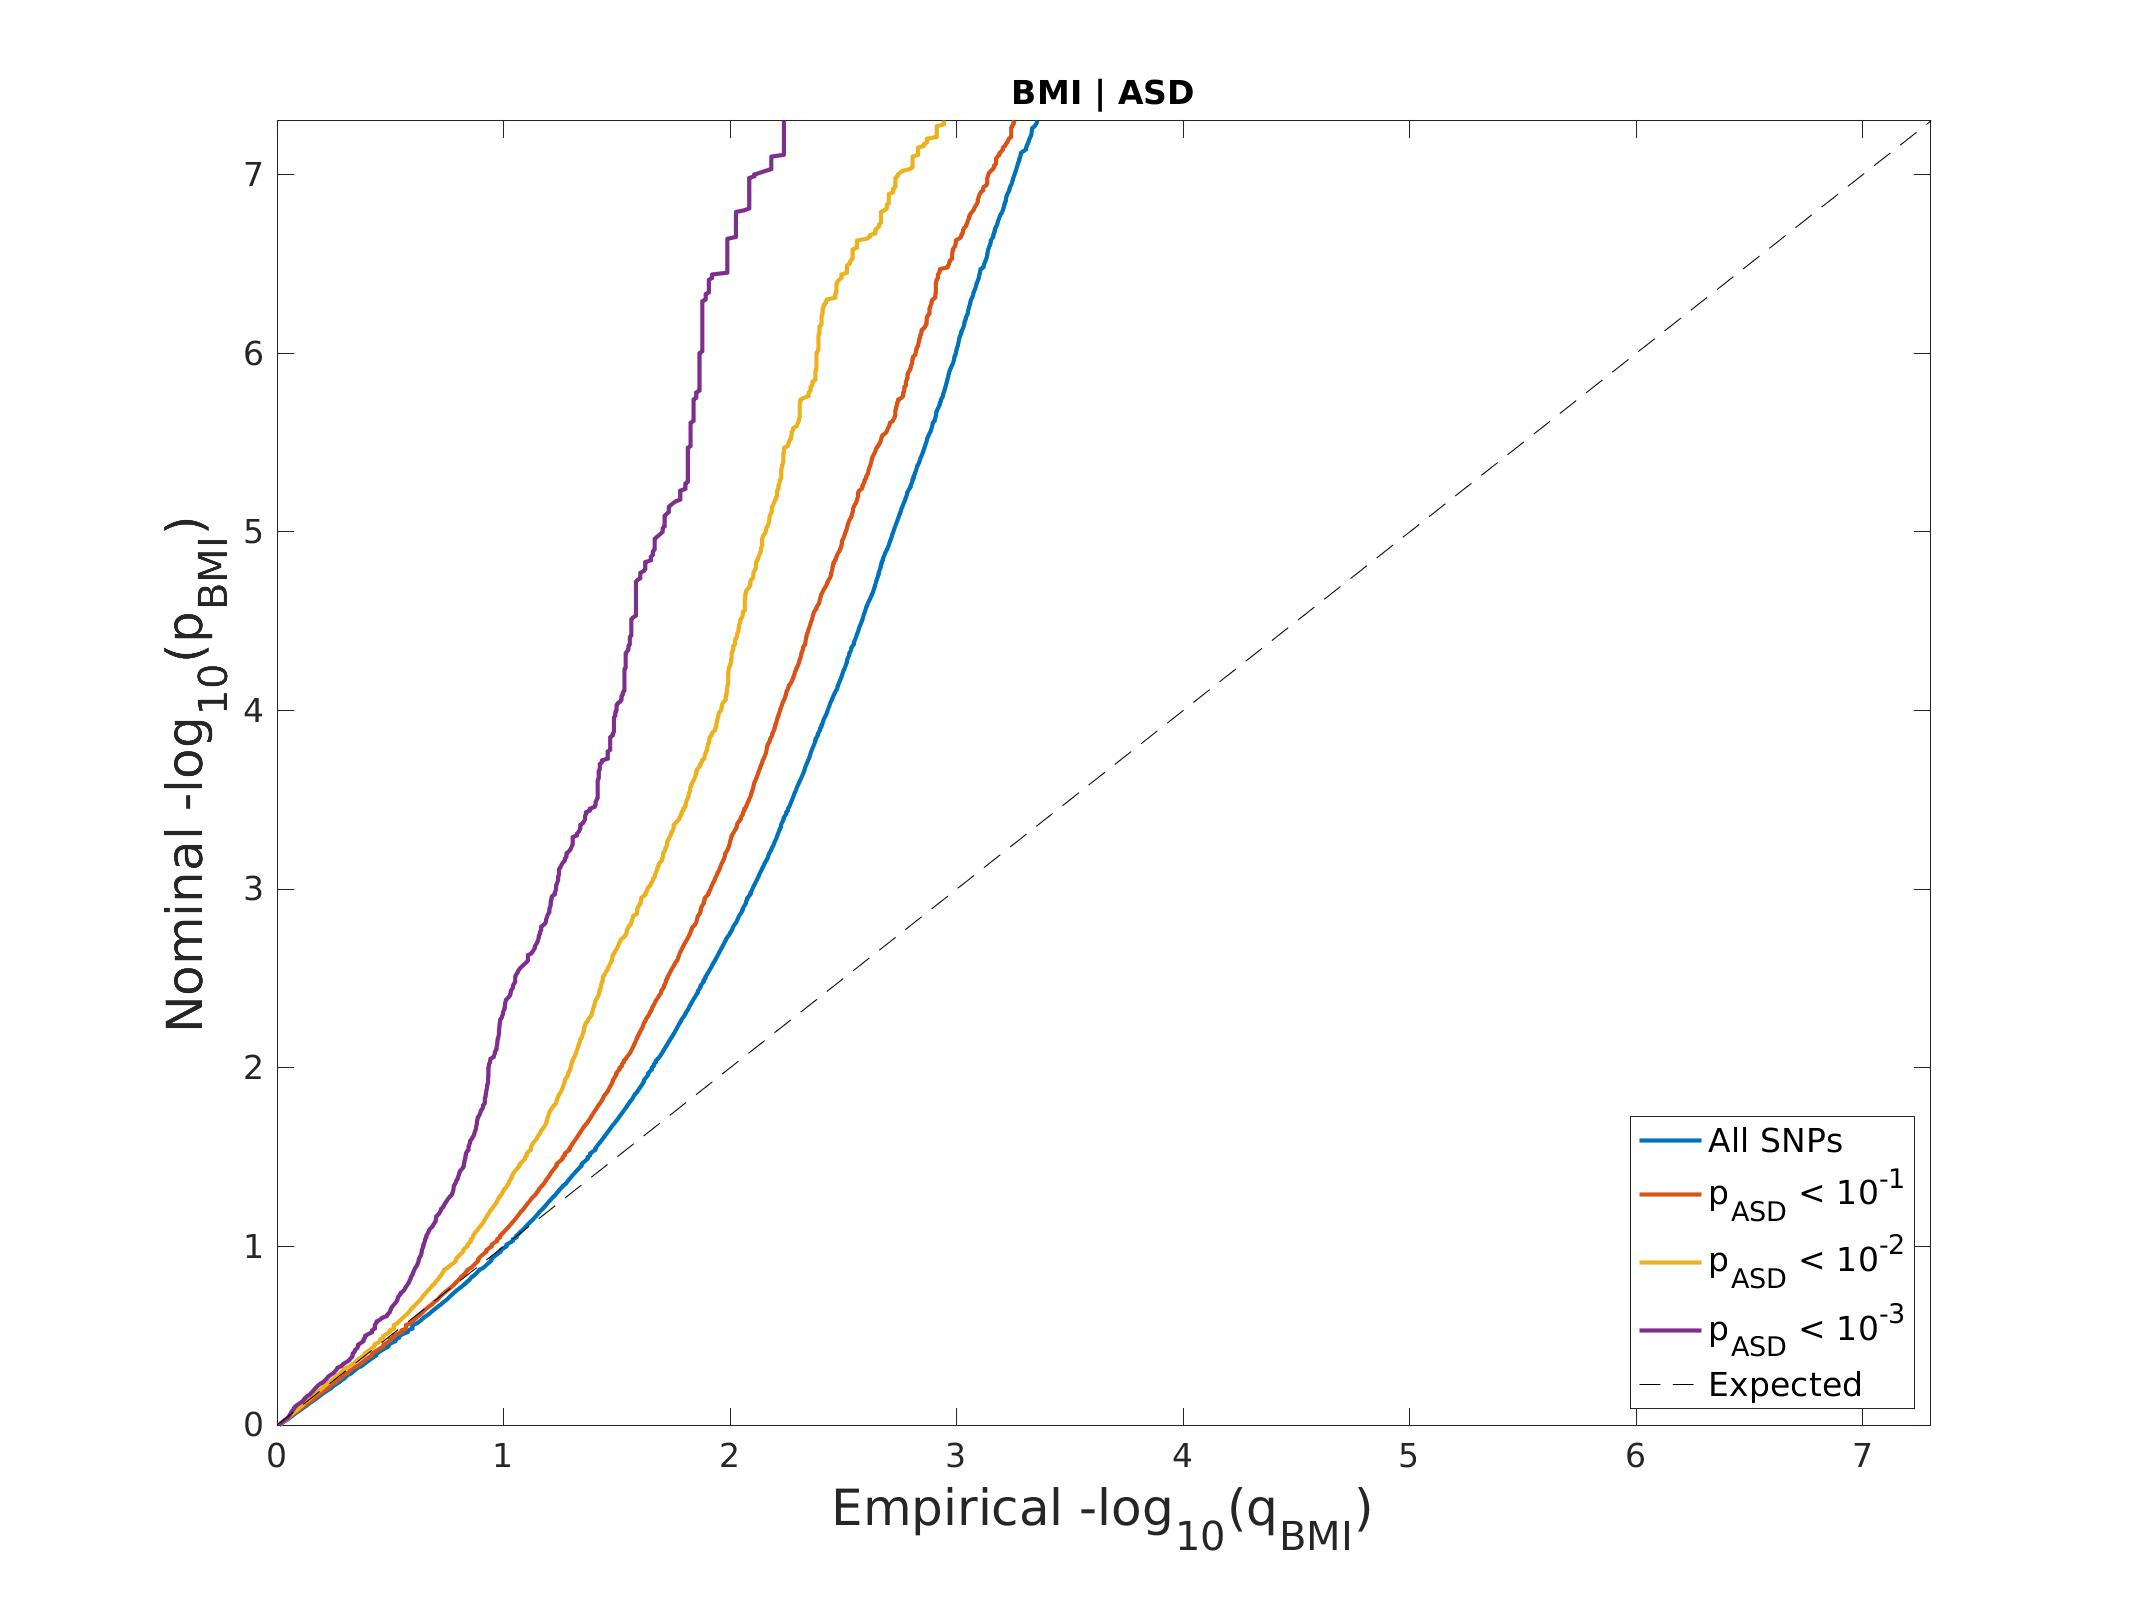 BMI | ASD
Nominal -log10(pBMI)
7
6
5
4
3
2
1
0
0 1 2 3 4 5 6 7
Empirical -log10(qBMI)
All SNPs
pASD < 10-1
pASD < 10-2
pASD < 10-3
Expected